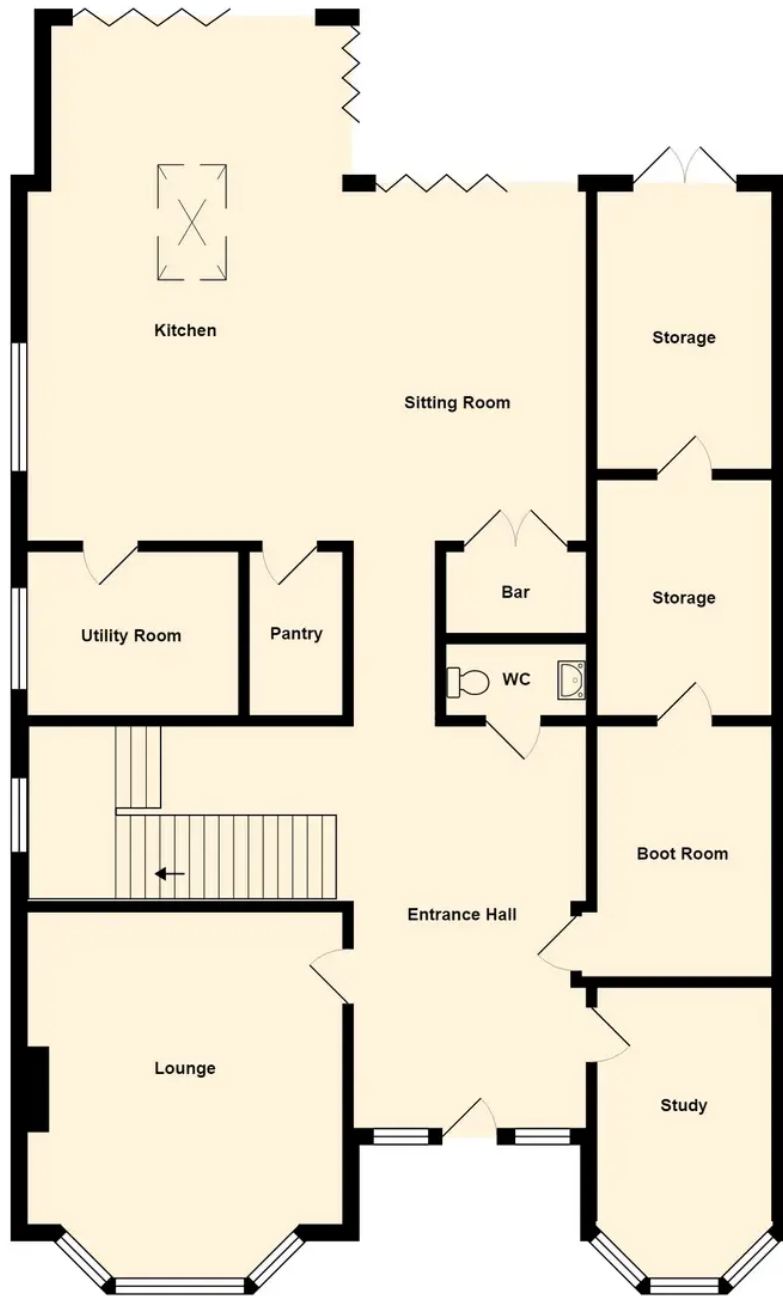 Storage
Kitchen
Sitting Room
Bar
Storage
Utility Room
Pantry
WC
Boot Room
Entrance Hall
Lounge
Study